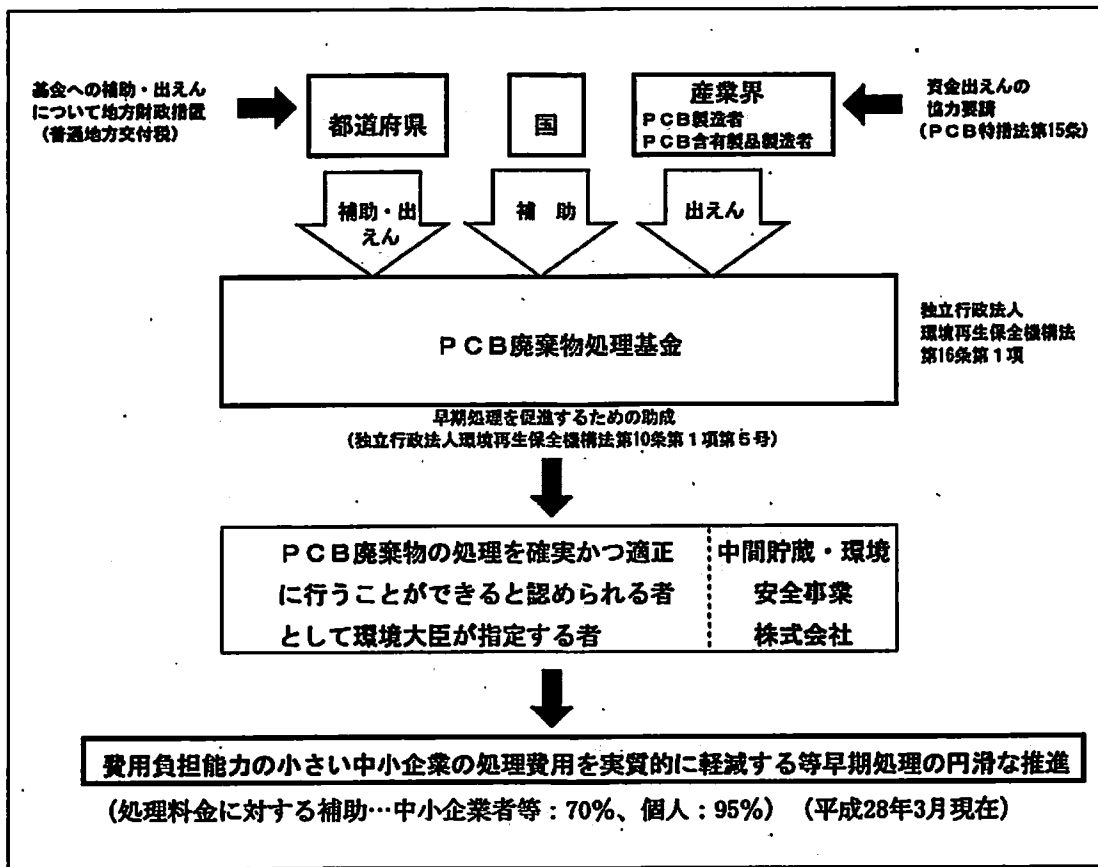 基金への補助・出えん
について地方財政措置
(普通地方交付税)
都道府県
国
産業界
PCB製造者
PCB含有製品製造者
資金出えんの
協力要請
(PCB特措法第15条)
補助・出
えん
補 助
出えん
PCB廃棄物処理基金
独立行政法人
環境再生保全機構法
第16条第1項
早期処理を促進するための助成
(独立行政法人環境再生保全機構法第10条第1項第5号)
PCB廃棄物の処理を確実かつ適正
に行うことができると認められる者
として環境大臣が指定する者
中間貯蔵・環境
安全事業
株式会社
費用負担能力の小さい中小企業の処理費用を実質的に軽減する等早期処理の円滑な推進
(処理料金に対する補助…中小企業者等:70%、個人:95%) (平成28年3月現在)